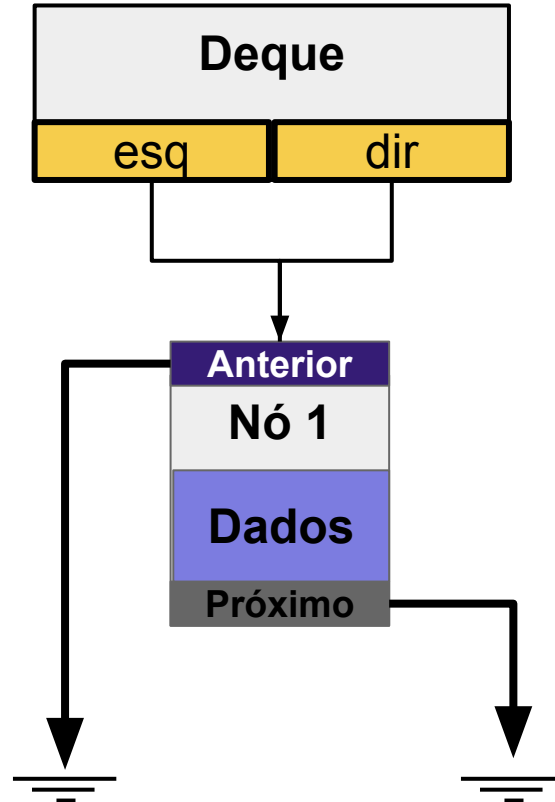 Deque
esq dir
Anterior
Nó 1
Dados
Próximo